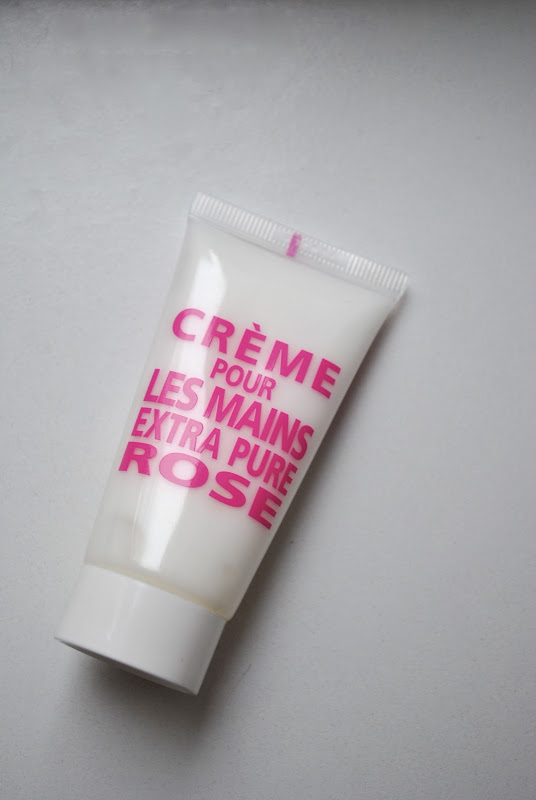 CRÈME
POUR
LES MAINS
EXTRA PURE
ROSE